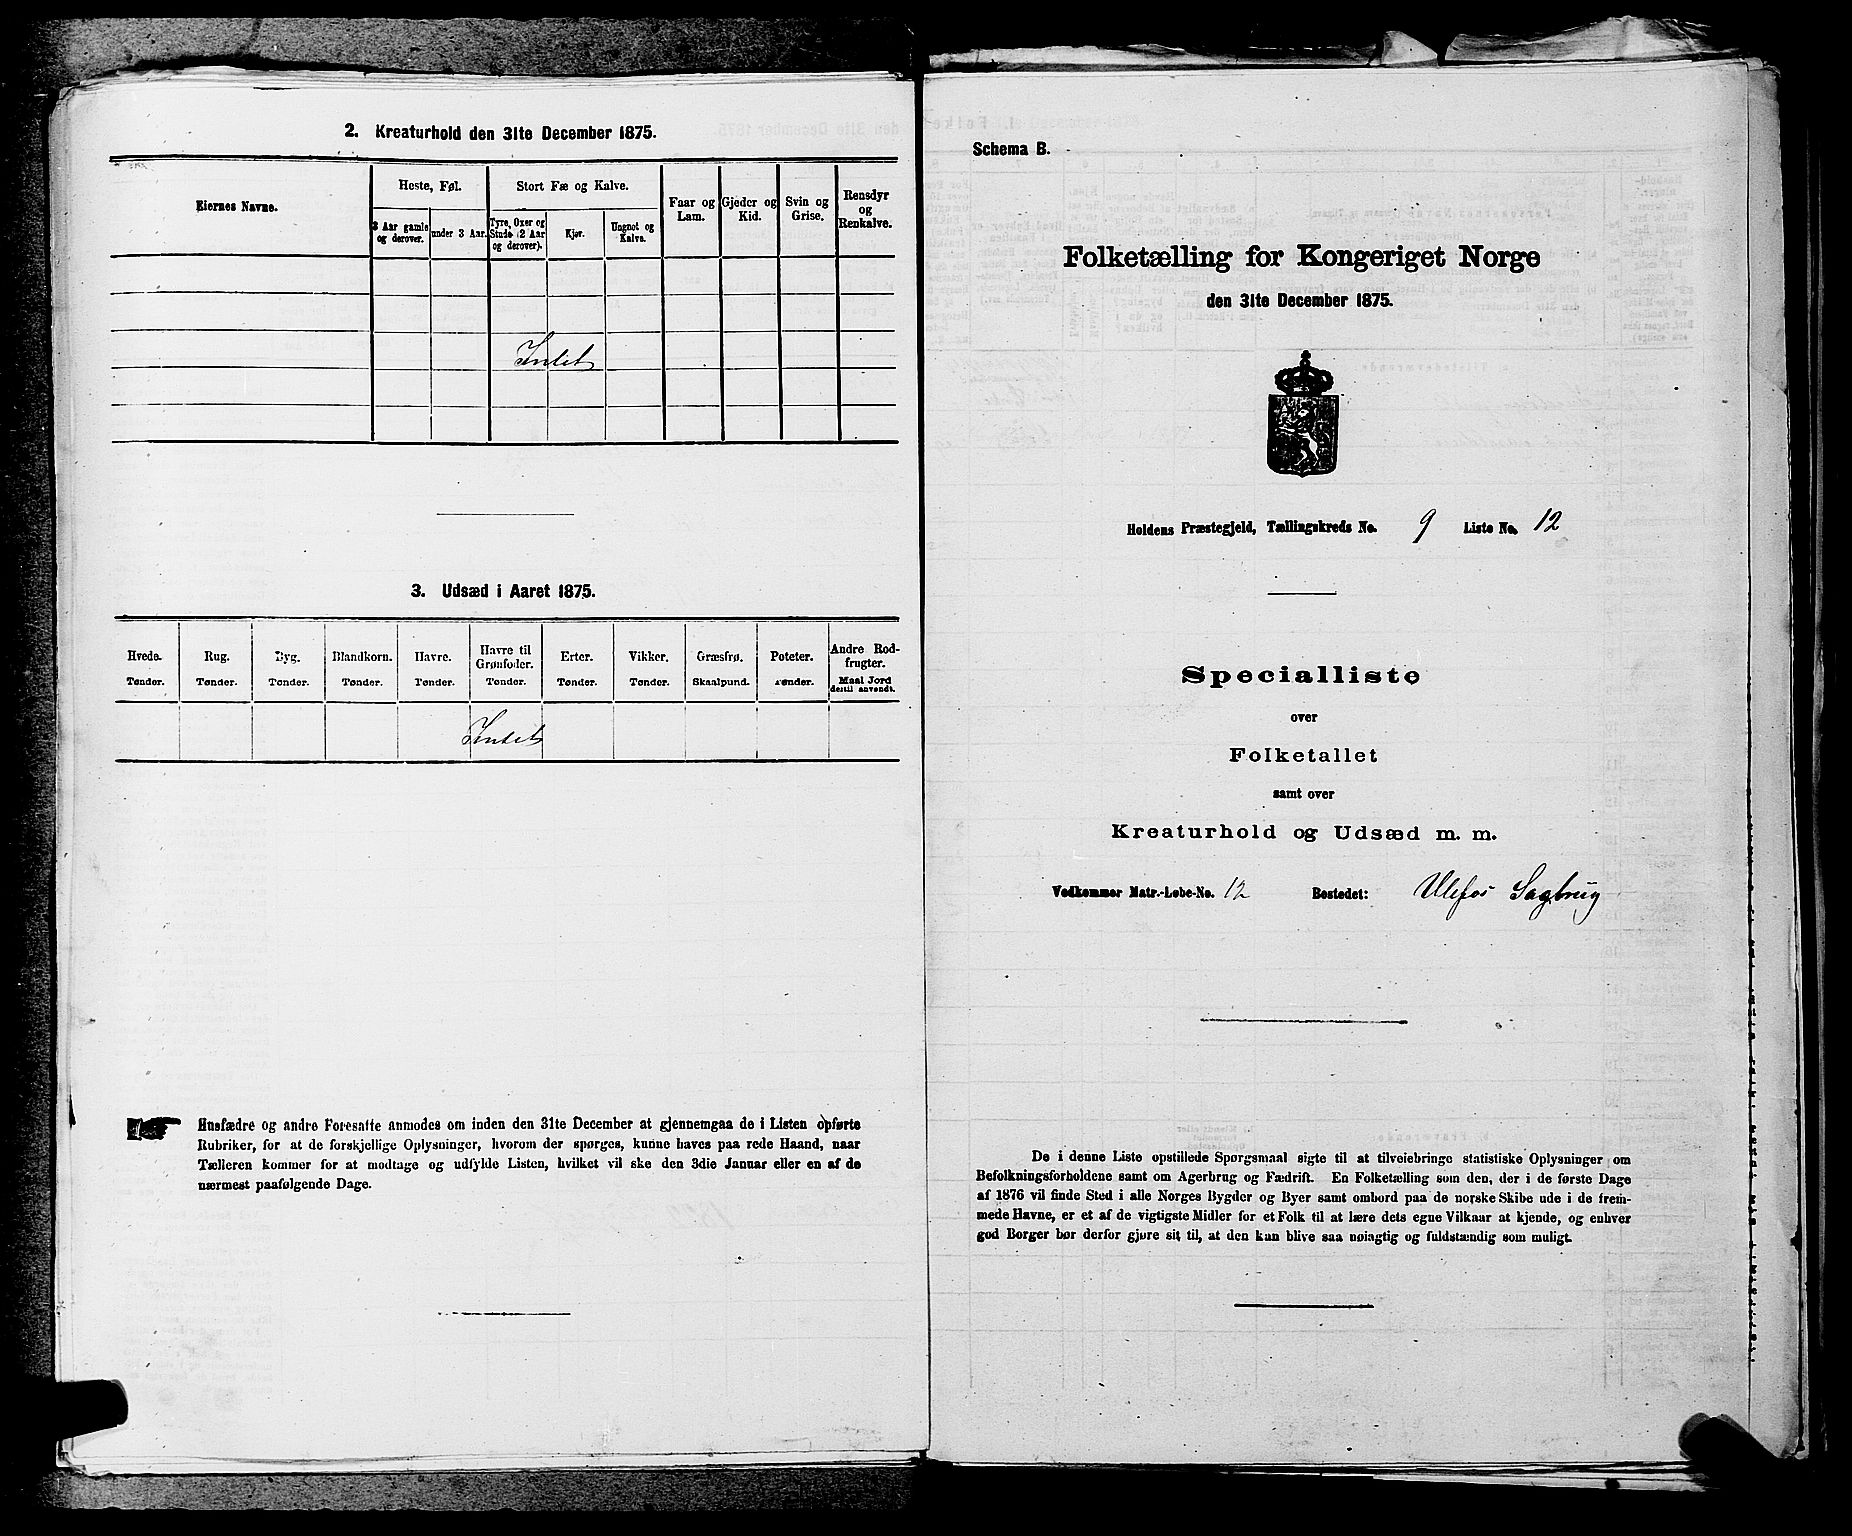 2. Kreaturhold den 31te December 1875.
Eiernes Navne.
Heste, Føl.
Stort Fæ og Kalve.
Faar og Lam.
Gjeder og Kid.
Svin og Grise.
Rensdyr og Renkalve.
3 Aar gamle og derover.
under 3 Aar.
Tyre, Oxer og Stude (2 Aar og derover).
Kjør.
Ungnøt og Kalve.
Intet
3. Udsæd i Aaret 1875.
Hvede. Rug. Byg. Blandkorn. Havre. Havre til Grønfoder. Erter. Vikker. Græsfrø. Poteter. Andre Rodfrugter.
Tønder. Tønder. Tønder. Tønder. Tønder. Tønder. Tønder. Tønder. Skaalpund. Tønder. Maal Jord dertil anvendt.
Intet
Husfædre og andre Foresatte anmodes om inden den 31te December at gjennemgaa de i Listen opførte
Rubriker, for at de forskjellige Oplysninger, hvorom der spørges, kunne haves paa rede Haand, naar
Tælleren kommer for at modtage og udfylde Listen, hvilket vil ske den 3die Januar eller en af de
nærmest paafølgende Dage.
Schema B.
Folketælling for Kongeriget Norge
den 31te December 1875.
Holdens Præstegjeld, Tællingskreds No. 9 Liste No. 12
Specialliste
over
Folketallet
samt over
Kreaturhold og Udsæd m. m.
Vedkommer Matr.-Løbe-No. 12 Bostedet: Ulefos Sagbrug
De i denne Liste opstillede Spørgsmaal sigte til at tilveiebringe statistiske Oplysninger om
Befolkningsforholdene samt om Agerbrug og Fædrift. En Folketælling som den, der i de første Dage
af 1876 vil finde Sted i alle Norges Bygder og Byer samt ombord paa de norske Skibe ude i de frem-
mede Havne, er et af de vigtigste Midler for et Folk til at lære dets egne Vilkaar at kjende, og enhver
god Borger bør derfor gjøre sit til, at den kan blive saa nøiagtig og fuldstændig som muligt.